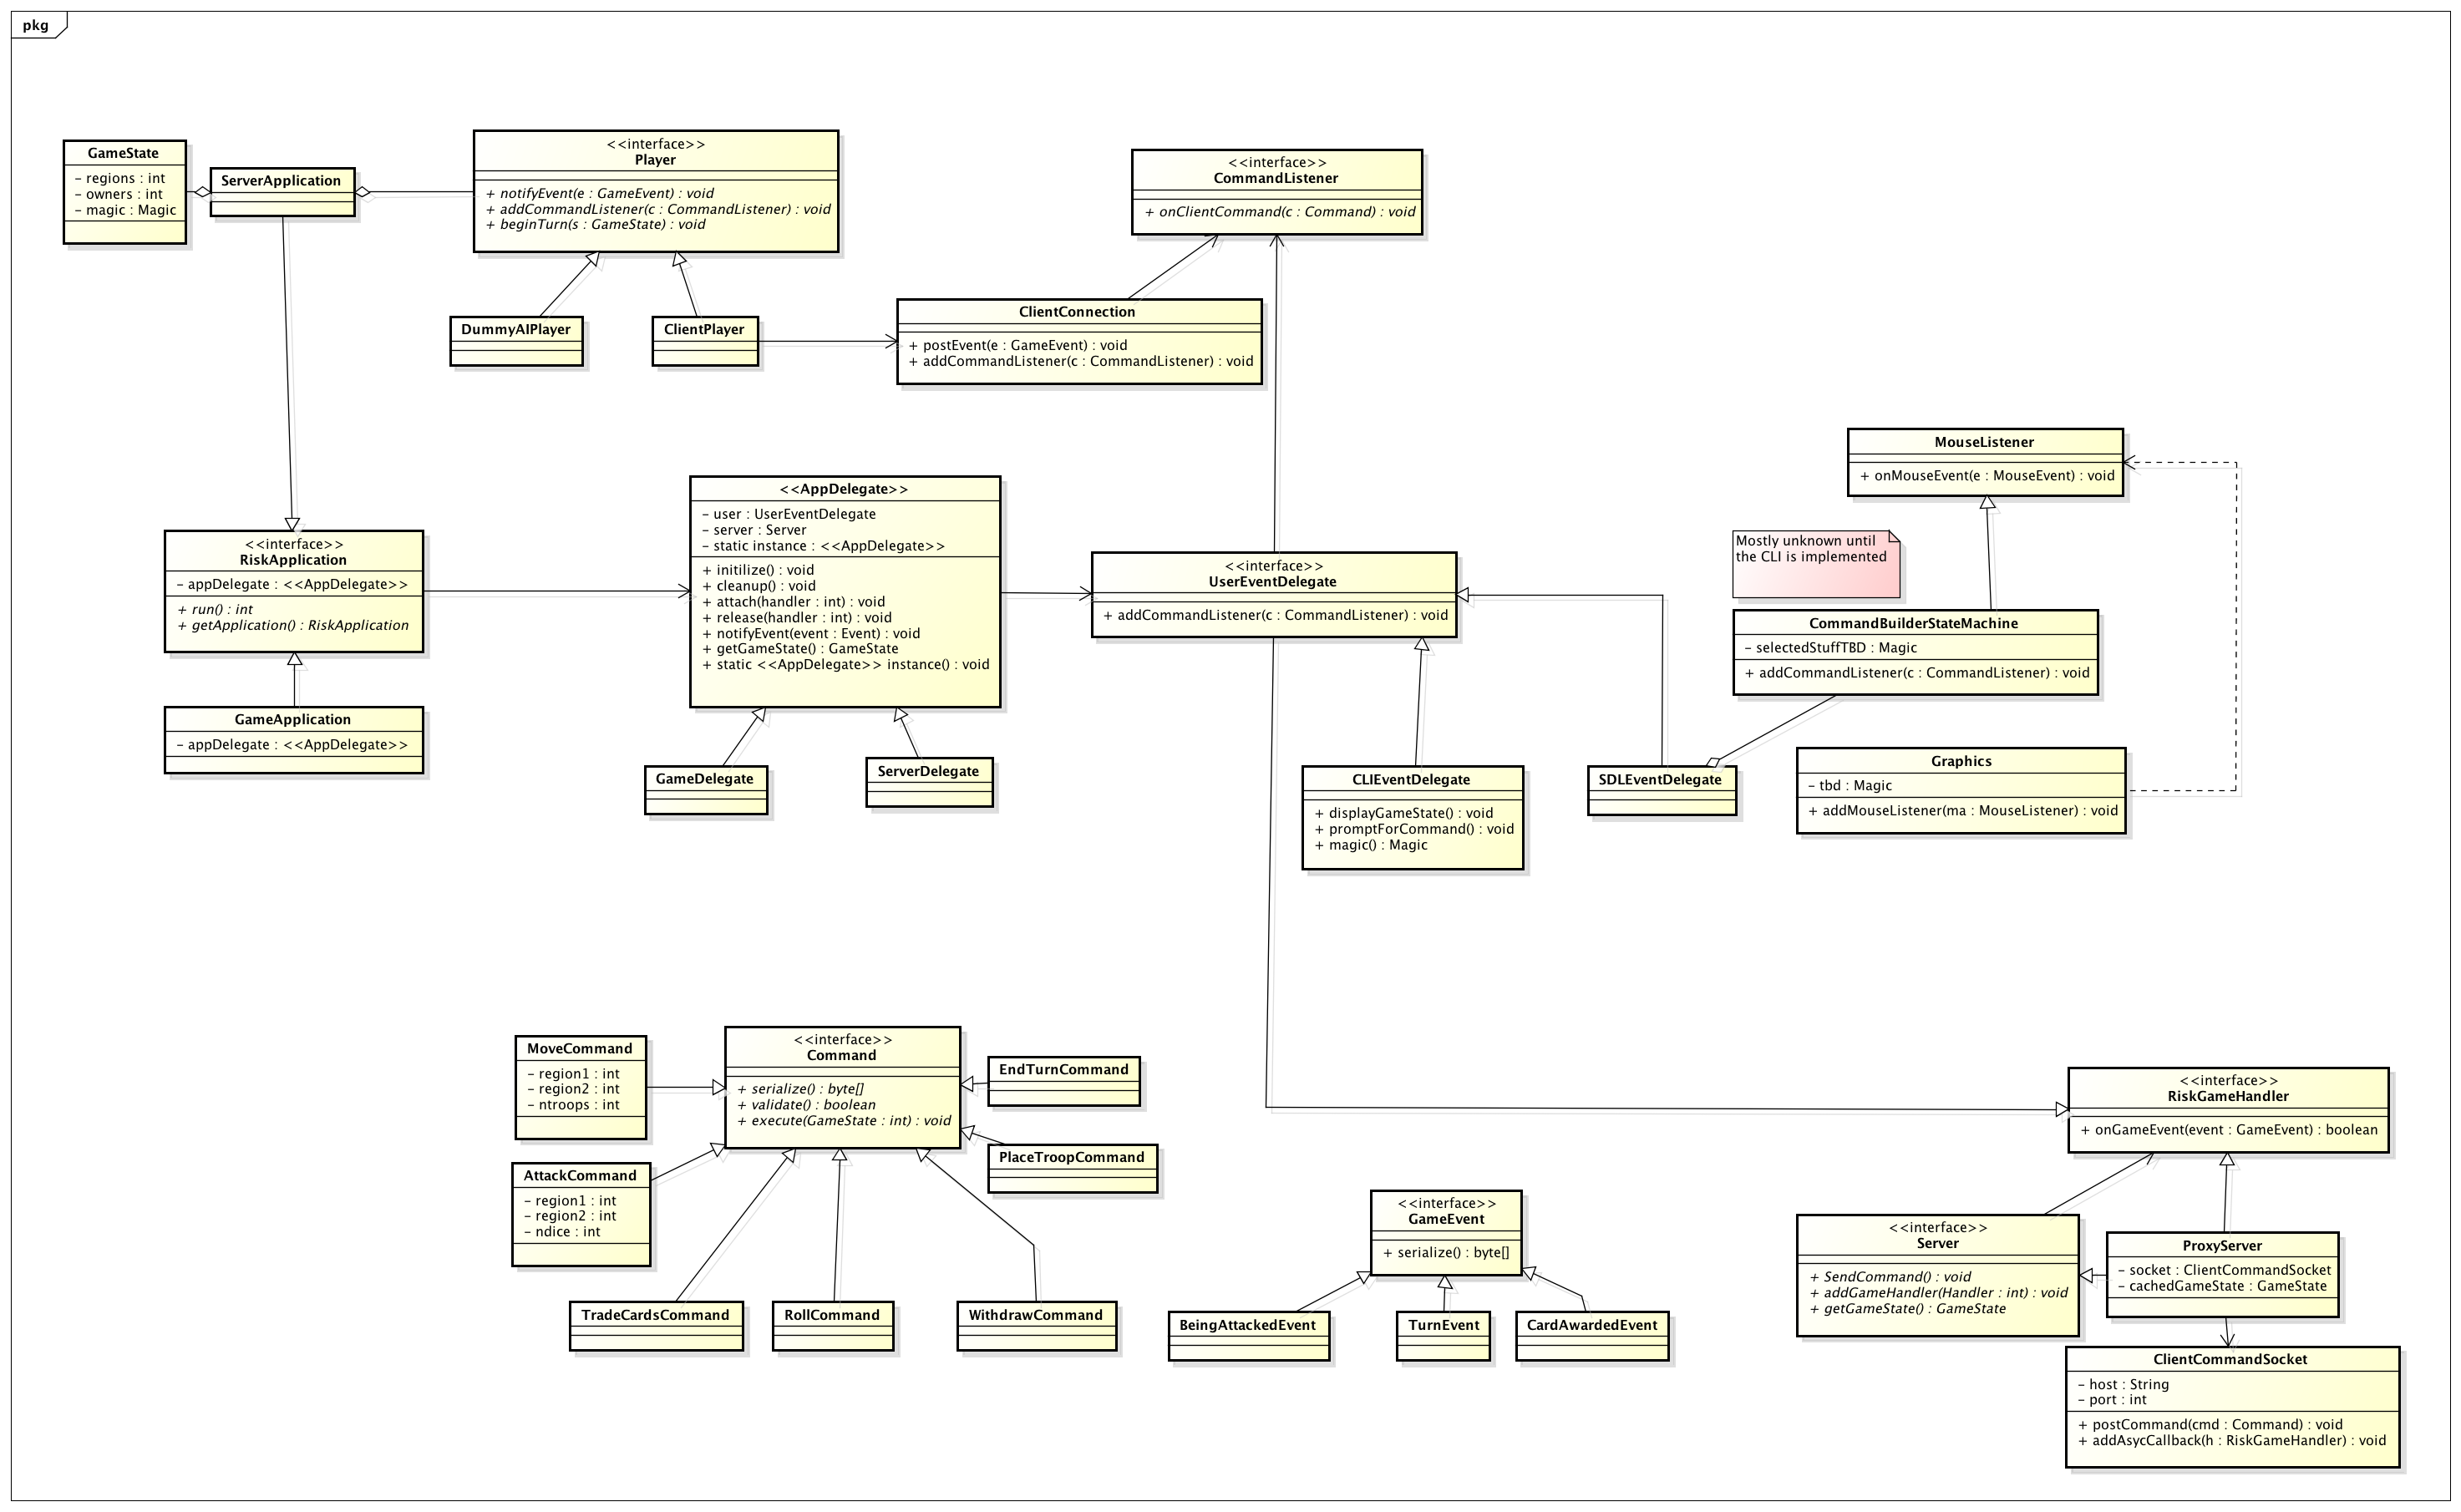 pkg
GameState
– regions : int
– owners : int
– magic : Magic
ServerApplication
<<interface>>
Player
+ notifyEvent(e : GameEvent) : void
+ addCommandListener(c : CommandListener) : void
+ beginTurn(s : GameState) : void
<<interface>>
CommandListener
+ onClientCommand(c : Command) : void
DummyAIPlayer
ClientPlayer
ClientConnection
+ postEvent(e : GameEvent) : void
+ addCommandListener(c : CommandListener) : void
MouseListener
+ onMouseEvent(e : MouseEvent) : void
<<interface>>
RiskApplication
– appDelegate : <<AppDelegate>>
+ run() : int
+ getApplication() : RiskApplication
<<AppDelegate>>
– user : UserEventDelegate
– server : Server
– static instance : <<AppDelegate>>
+ initilize() : void
+ cleanup() : void
+ attach(handler : int) : void
+ release(handler : int) : void
+ notifyEvent(event : Event) : void
+ getGameState() : GameState
+ static <<AppDelegate>> instance() : void
<<interface>>
UserEventDelegate
+ addCommandListener(c : CommandListener) : void
Mostly unknown until
the CLI is implemented
CommandBuilderStateMachine
– selectedStuffTBD : Magic
+ addCommandListener(c : CommandListener) : void
GameApplication
– appDelegate : <<AppDelegate>>
GameDelegate
ServerDelegate
CLIEventDelegate
+ displayGameState() : void
+ promptForCommand() : void
+ magic() : Magic
SDLEventDelegate
Graphics
– tbd : Magic
+ addMouseListener(ma : MouseListener) : void
MoveCommand
– region1 : int
– region2 : int
– ntroops : int
<<interface>>
Command
+ serialize() : byte[]
+ validate() : boolean
+ execute(GameState : int) : void
EndTurnCommand
PlaceTroopCommand
AttackCommand
– region1 : int
– region2 : int
– ndice : int
TradeCardsCommand
RollCommand
WithdrawCommand
<<interface>>
GameEvent
+ serialize() : byte[]
BeingAttackedEvent
TurnEvent
CardAwardedEvent
<<interface>>
RiskGameHandler
+ onGameEvent(event : GameEvent) : boolean
<<interface>>
Server
+ SendCommand() : void
+ addGameHandler(Handler : int) : void
+ getGameState() : GameState
ProxyServer
– socket : ClientCommandSocket
– cachedGameState : GameState
ClientCommandSocket
– host : String
– port : int
+ postCommand(cmd : Command) : void
+ addAsycCallback(h : RiskGameHandler) : void